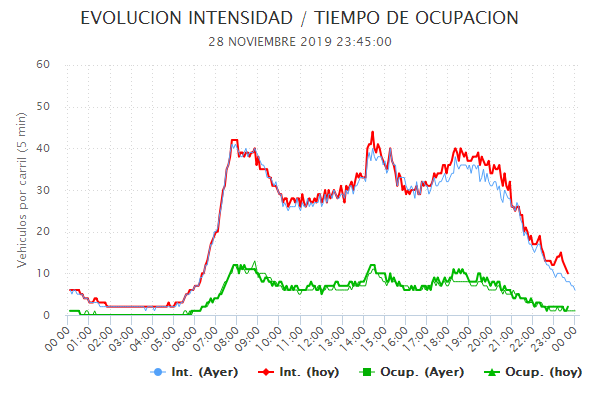 EVOLUCION INTENSIDAD / TIEMPO DE OCUPACION
28 NOVIEMBRE 2019 23:45:00
Vehiculos por carril (5 min)
60
50
40
30
20
10
0
00:00 01:00 02:00 03:00 04:00 05:00 06:00 07:00 08:00 09:00 10:00 11:00 12:00 13:00 14:00 15:00 16:00 17:00 18:00 19:00 20:00 21:00 22:00 23:00 00:00
Int. (Ayer) Int. (hoy) Ocup. (Ayer) Ocup. (hoy)